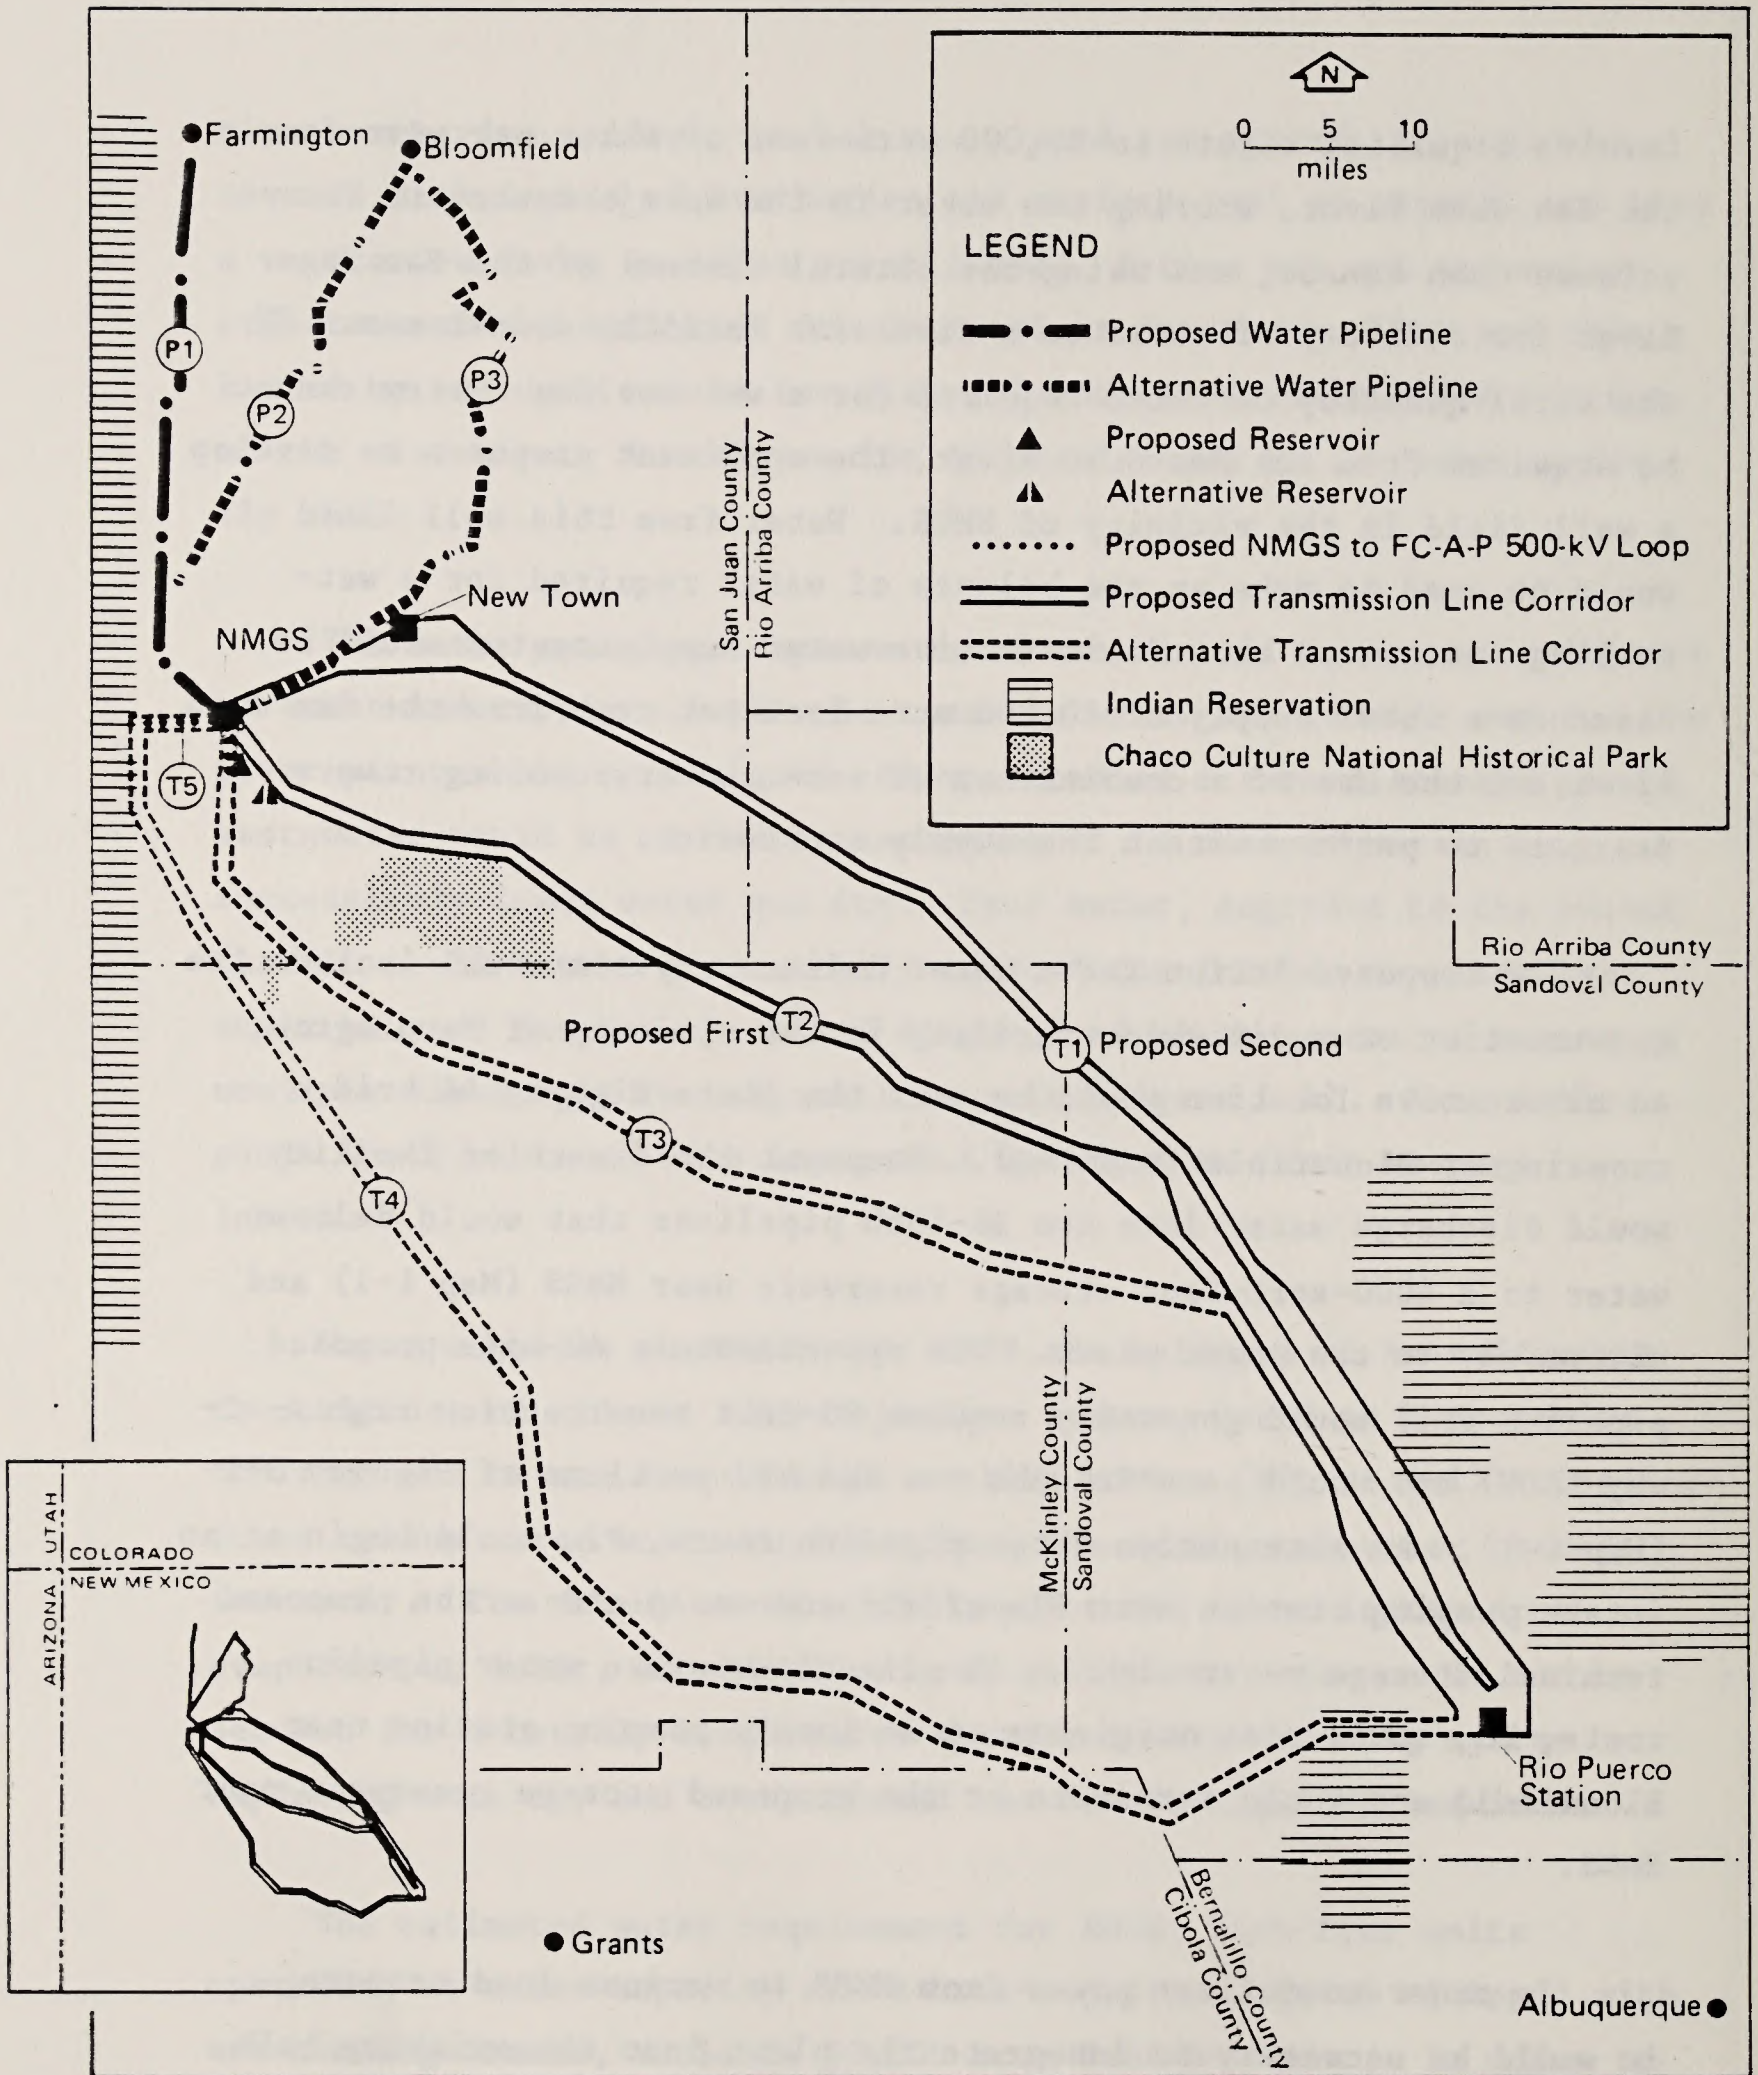 N
0 5 10
miles
LEGEND
Proposed Water Pipeline
Alternative Water Pipeline
Proposed Reservoir
Alternative Reservoir
Proposed NMGS to FC-A-P 500-kV Loop
Proposed Transmission Line Corridor
Alternative Transmission Line Corridor
Indian Reservation
Chaco Culture National Historical Park
Farmington
Bloomfield
P1
P2
P3
San Juan County
Rio Arriba County
New Town
NMGS
T5
Rio Arriba County
Sandoval County
Proposed First
T2
T1
Proposed Second
T3
T4
McKinley County
Sandoval County
UTAH
ARIZONA
COLORADO
NEW MEXICO
Rio Puerco
Station
Bernalillo County
Cibola County
Grants
Albuquerque